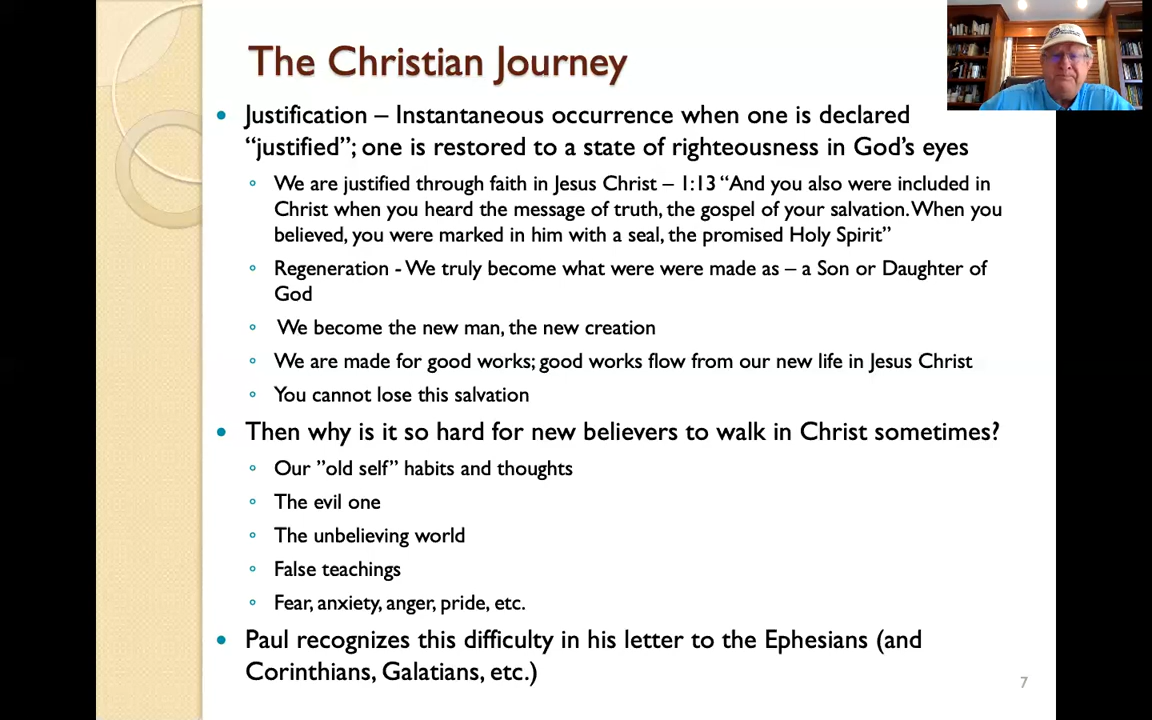 The Christian Journey
• Justification – Instantaneous occurrence when one is declared
“justified”; one is restored to a state of righteousness in God’s eyes
◦ We are justified through faith in Jesus Christ – 1:13 “And you also were included in
Christ when you heard the message of truth, the gospel of your salvation. When you
believed, you were marked in him with a seal, the promised Holy Spirit”
◦ Regeneration - We truly become what were were made as – a Son or Daughter of
God
◦ We become the new man, the new creation
◦ We are made for good works; good works flow from our new life in Jesus Christ
◦ You cannot lose this salvation
• Then why is it so hard for new believers to walk in Christ sometimes?
◦ Our ”old self” habits and thoughts
◦ The evil one
◦ The unbelieving world
◦ False teachings
◦ Fear, anxiety, anger, pride, etc.
• Paul recognizes this difficulty in his letter to the Ephesians (and
Corinthians, Galatians, etc.)
7